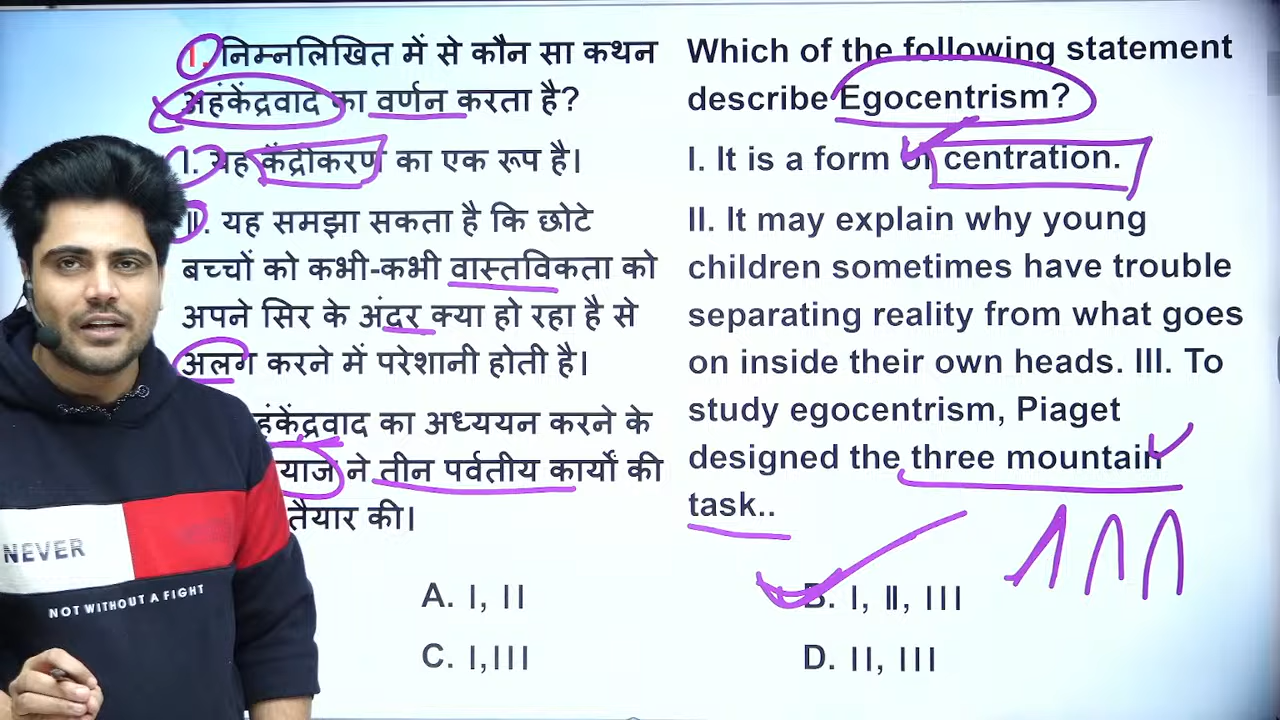 1. निम्नलिखित में से कौन सा कथन
अहंकेंद्रवाद का वर्णन करता है?
I. यह केंद्रीकरण का एक रूप है।
II. यह समझा सकता है कि छोटे
बच्चों को कभी-कभी वास्तविकता को
अपने सिर के अंदर क्या हो रहा है से
अलग करने में परेशानी होती है।
हंकेंद्रवाद का अध्ययन करने के
याजे ने तीन पर्वतीय कार्यों की
तैयार की।
Which of the following statement
describe Egocentrism?
I. It is a form of centration.
II. It may explain why young
children sometimes have trouble
separating reality from what goes
on inside their own heads. III. To
study egocentrism, Piaget
designed the three mountain
task..
A. I, II
B. I, II, III
C. I,III
D. II, III
NEVER
NOT WITHOUT A FIGHT